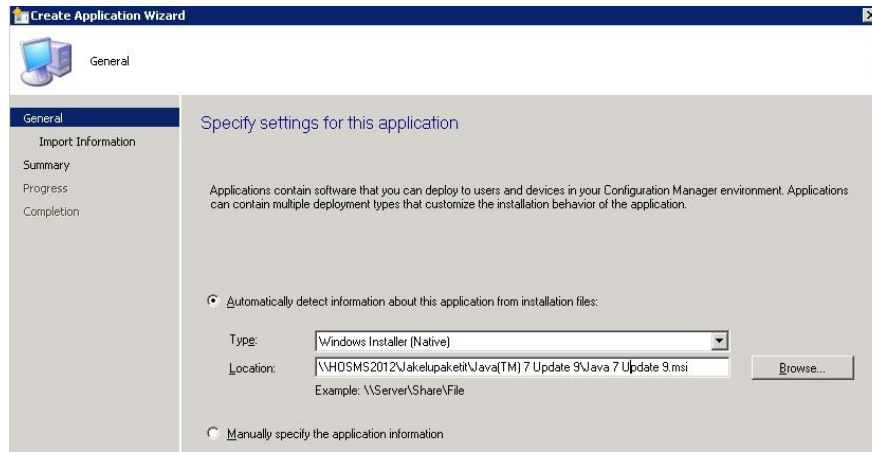 Create Application Wizard
General
General
Import Information
Summary
Progress
Completion
Specify settings for this application
Applications contain software that you can deploy to users and devices in your Configuration Manager environment. Applications
can contain multiple deployment types that customize the installation behavior of the application.
Automatically detect information about this application from installation files:
Type:
Windows Installer (Native)
Location:
\\HOSMS2012\Jakelupaketit\Java(TM) 7 Update 9\Java 7 Update 9.msi
Browse...
Example: \\Server\Share\File
Manually specify the application information